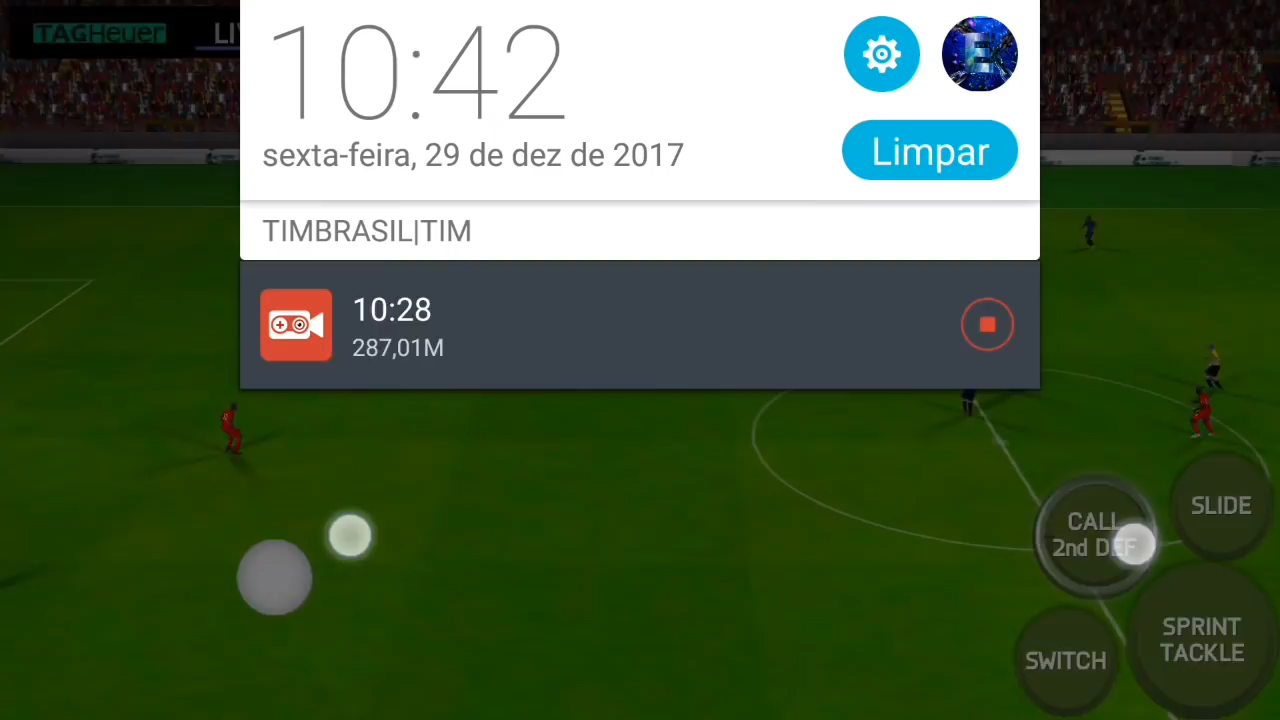 TAGHeuer
10:42
sexta-feira, 29 de dez de 2017
Limpar
TIMBRASIL|TIM
10:28
287,01M
SLIDE
CALL
2nd DEF
SPRINT
TACKLE
SWITCH